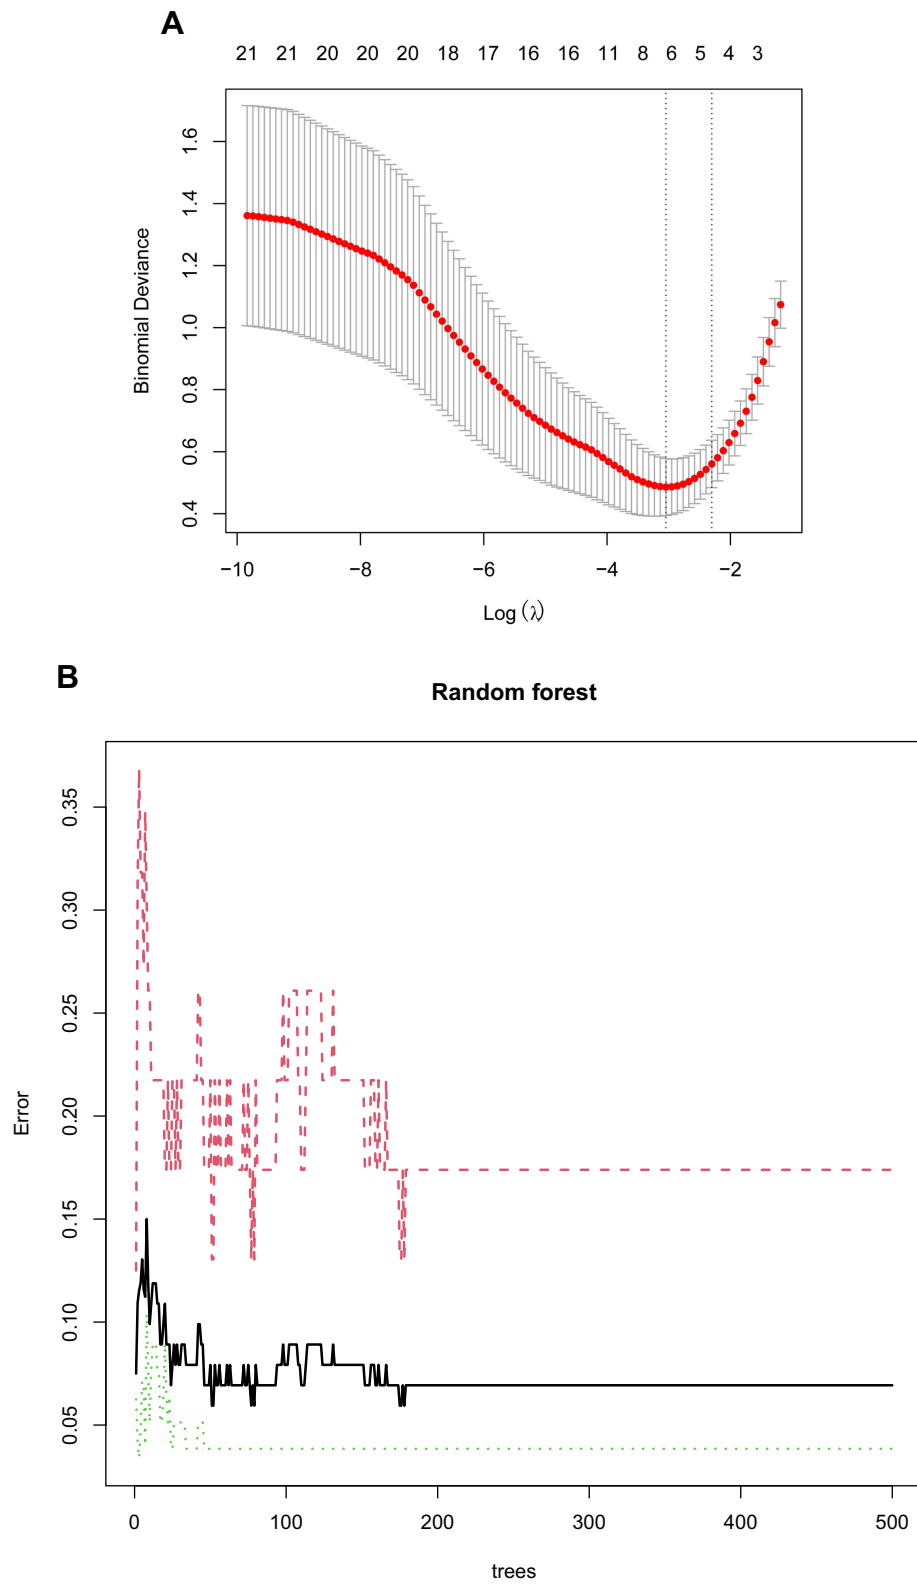 A
21 21 20 20 20 18 17 16 16 11 8 6 5 4 3
1.6
1.4
1.2
1.0
0.8
0.6
0.4
Binomial Deviance
−10 −8 −6 −4 −2
Log (λ)
B
Random forest
0.35
0.30
0.25
0.20
0.15
0.10
0.05
Error
0 100 200 300 400 500
trees